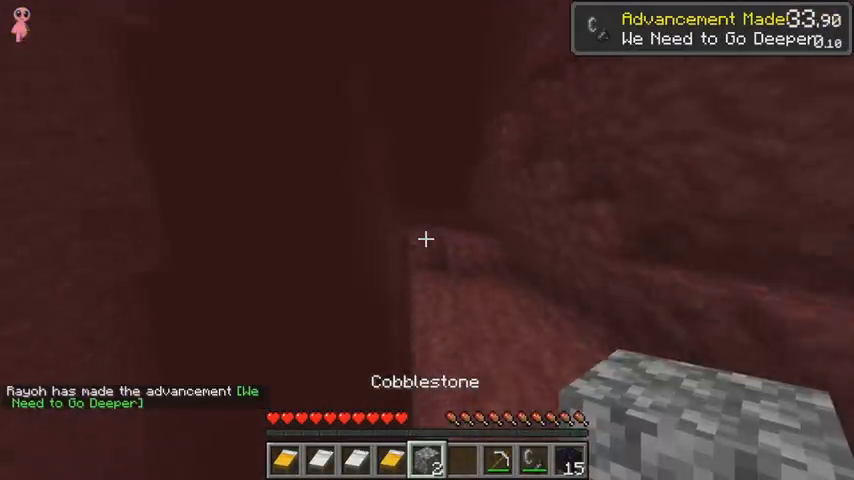 Advancement Made
33.90
We Need to Go Deeper
0.10
Cobblestone
Rayoh has made the advancement [We
Need to Go Deeper]
2
15